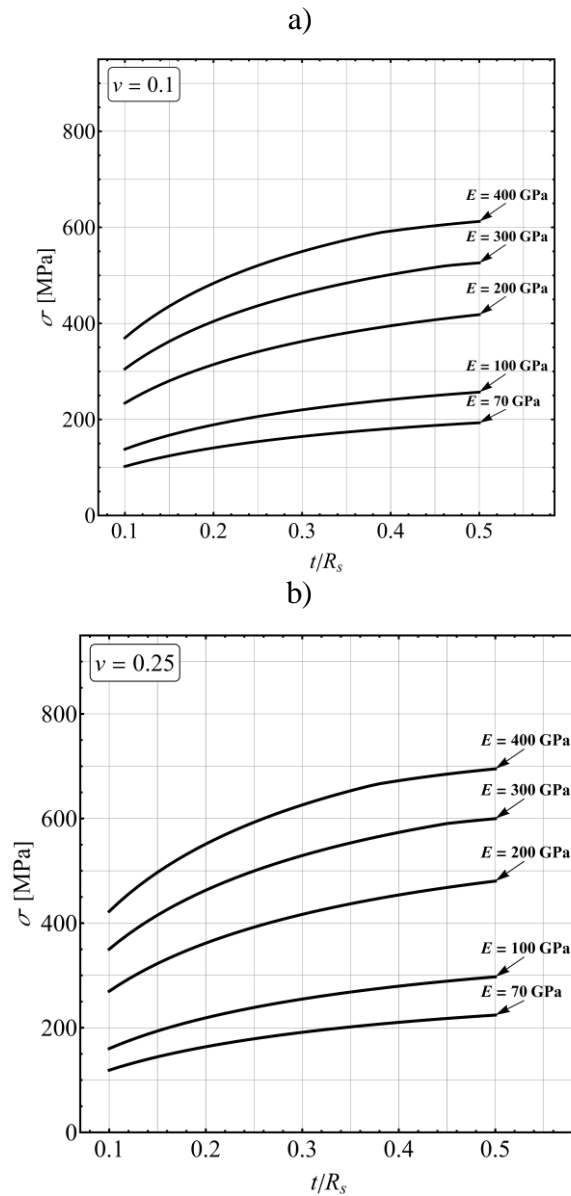 a)
ν = 0.1
800
600
400
200
0
σ [MPa]
E = 400 GPa
E = 300 GPa
E = 200 GPa
E = 100 GPa
E = 70 GPa
0.1 0.2 0.3 0.4 0.5
t/Rs
b)
ν = 0.25
800
600
400
200
0
σ [MPa]
E = 400 GPa
E = 300 GPa
E = 200 GPa
E = 100 GPa
E = 70 GPa
0.1 0.2 0.3 0.4 0.5
t/Rs